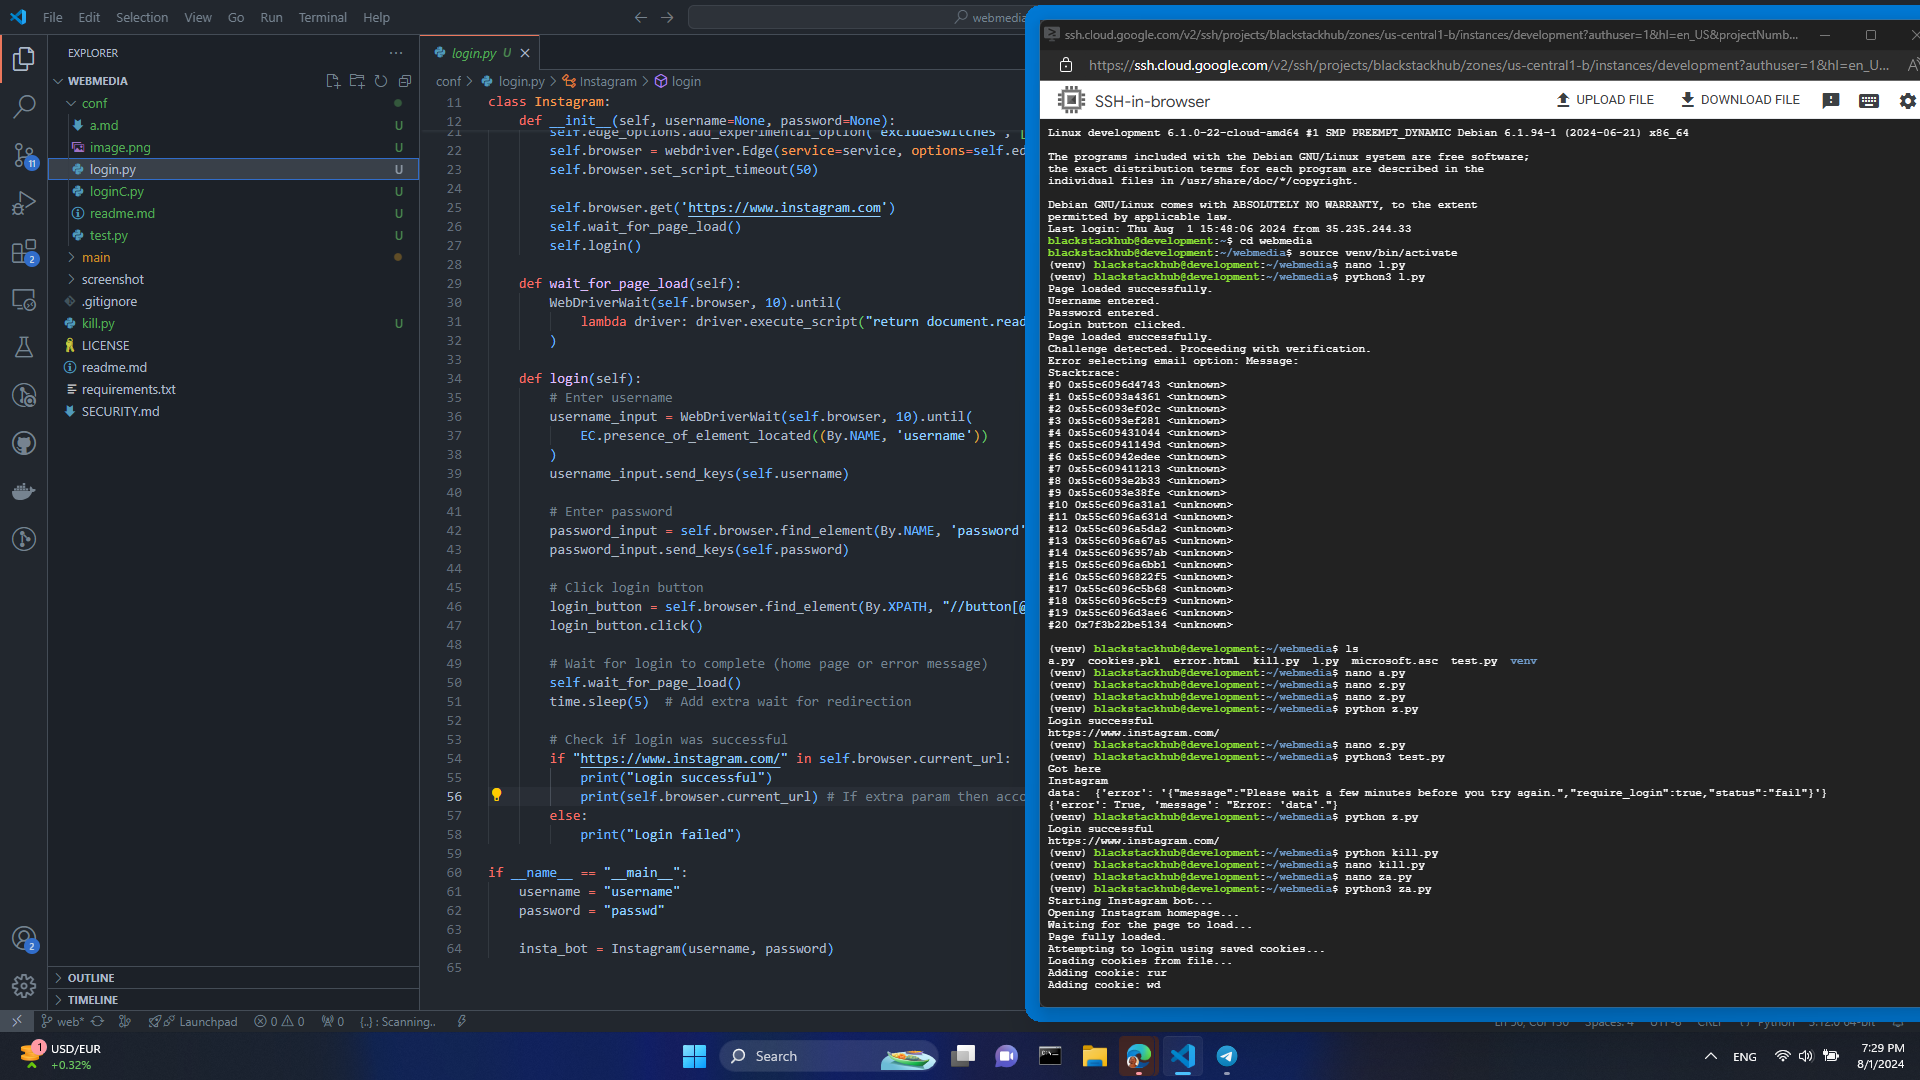 File Edit Selection View Go Run Terminal Help
webmedia
EXPLORER
WEBMEDIA
conf
a.md U
image.png U
login.py U
loginC.py U
readme.md U
test.py U
main
screenshot
.gitignore
kill.py U
LICENSE
readme.md
requirements.txt
SECURITY.md
OUTLINE
TIMELINE
11
2
2
login.py U
conf > login.py > Instagram > login
11 class Instagram:
12 def __init__(self, username=None, password=None):
21 self.edge_options.add_experimental_option("excludeSwitches", [
22 self.browser = webdriver.Edge(service=service, options=self.ed
23 self.browser.set_script_timeout(50)
24
25 self.browser.get('https://www.instagram.com')
26 self.wait_for_page_load()
27 self.login()
28
29 def wait_for_page_load(self):
30 WebDriverWait(self.browser, 10).until(
31 lambda driver: driver.execute_script("return document.read
32 )
33
34 def login(self):
35 # Enter username
36 username_input = WebDriverWait(self.browser, 10).until(
37 EC.presence_of_element_located((By.NAME, 'username'))
38 )
39 username_input.send_keys(self.username)
40
41 # Enter password
42 password_input = self.browser.find_element(By.NAME, 'password'
43 password_input.send_keys(self.password)
44
45 # Click login button
46 login_button = self.browser.find_element(By.XPATH, "//button[@
47 login_button.click()
48
49 # Wait for login to complete (home page or error message)
50 self.wait_for_page_load()
51 time.sleep(5) # Add extra wait for redirection
52
53 # Check if login was successful
54 if "https://www.instagram.com/" in self.browser.current_url:
55 print("Login successful")
56 print(self.browser.current_url) # If extra param then acco
57 else:
58 print("Login failed")
59
60 if __name__ == "__main__":
61 username = "username"
62 password = "passwd"
63
64 insta_bot = Instagram(username, password)
65
ssh.cloud.google.com/v2/ssh/projects/blackstackhub/zones/us-central1-b/instances/development?authuser=1&hl=en_US&projectNumb...
https://ssh.cloud.google.com/v2/ssh/projects/blackstackhub/zones/us-central1-b/instances/development?authuser=1&hl=en_U...
SSH-in-browser
UPLOAD FILE
DOWNLOAD FILE
Linux development 6.1.0-22-cloud-amd64 #1 SMP PREEMPT_DYNAMIC Debian 6.1.94-1 (2024-06-21) x86_64
The programs included with the Debian GNU/Linux system are free software;
the exact distribution terms for each program are described in the
individual files in /usr/share/doc/*/copyright.
Debian GNU/Linux comes with ABSOLUTELY NO WARRANTY, to the extent
permitted by applicable law.
Last login: Thu Aug  1 15:48:06 2024 from 35.235.244.33
blackstackhub@development:~$ cd webmedia
blackstackhub@development:~/webmedia$ source venv/bin/activate
(venv) blackstackhub@development:~/webmedia$ nano l.py
(venv) blackstackhub@development:~/webmedia$ python3 l.py
Page loaded successfully.
Username entered.
Password entered.
Login button clicked.
Page loaded successfully.
Challenge detected. Proceeding with verification.
Error selecting email option: Message:
Stacktrace:
#0 0x55c6096d4743 <unknown>
#1 0x55c6093a4361 <unknown>
#2 0x55c6093ef02c <unknown>
#3 0x55c6093ef281 <unknown>
#4 0x55c609431044 <unknown>
#5 0x55c60941149d <unknown>
#6 0x55c60942edee <unknown>
#7 0x55c609411213 <unknown>
#8 0x55c6093e2b33 <unknown>
#9 0x55c6093e38fe <unknown>
#10 0x55c6096a31a1 <unknown>
#11 0x55c6096a631d <unknown>
#12 0x55c6096a5da2 <unknown>
#13 0x55c6096a67a5 <unknown>
#14 0x55c6096957ab <unknown>
#15 0x55c6096a6bb1 <unknown>
#16 0x55c6096822f5 <unknown>
#17 0x55c6096c5b68 <unknown>
#18 0x55c6096c5cf9 <unknown>
#19 0x55c6096d3ae6 <unknown>
#20 0x7f3b22be5134 <unknown>
(venv) blackstackhub@development:~/webmedia$ ls
a.py  cookies.pkl  error.html  kill.py  l.py  microsoft.asc  test.py  venv
(venv) blackstackhub@development:~/webmedia$ nano a.py
(venv) blackstackhub@development:~/webmedia$ nano z.py
(venv) blackstackhub@development:~/webmedia$ nano z.py
(venv) blackstackhub@development:~/webmedia$ python z.py
Login successful
https://www.instagram.com/
(venv) blackstackhub@development:~/webmedia$ nano z.py
(venv) blackstackhub@development:~/webmedia$ python3 test.py
Got here
Instagram
data:  {'error': '{"message":"Please wait a few minutes before you try again.","require_login":true,"status":"fail"}'}
{'error': True, 'message': "Error: 'data'."}
(venv) blackstackhub@development:~/webmedia$ python z.py
Login successful
https://www.instagram.com/
(venv) blackstackhub@development:~/webmedia$ python kill.py
(venv) blackstackhub@development:~/webmedia$ nano kill.py
(venv) blackstackhub@development:~/webmedia$ nano za.py
(venv) blackstackhub@development:~/webmedia$ python3 za.py
Starting Instagram bot...
Opening Instagram homepage...
Waiting for the page to load...
Page fully loaded.
Attempting to login using saved cookies...
Loading cookies from file...
Adding cookie: rur
Adding cookie: wd
web* Launchpad 0 0 0 {..} : Scanning..
1 USD/EUR
+0.32%
Search
ENG
7:29 PM
8/1/2024